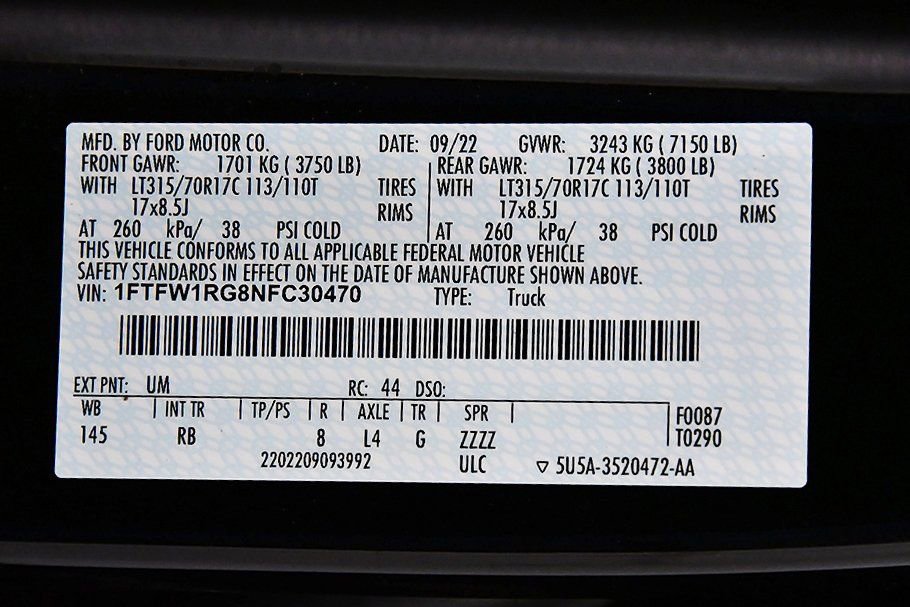 MFD. BY FORD MOTOR CO. DATE: 09/22 GVWR: 3243 KG ( 7150 LB)
FRONT GAWR: 1701 KG ( 3750 LB) REAR GAWR: 1724 KG ( 3800 LB)
WITH LT315/70R17C 113/110T TIRES WITH LT315/70R17C 113/110T TIRES
17x8.5J RIMS 17x8.5J RIMS
AT 260 kPa/ 38 PSI COLD AT 260 kPa/ 38 PSI COLD
THIS VEHICLE CONFORMS TO ALL APPLICABLE FEDERAL MOTOR VEHICLE
SAFETY STANDARDS IN EFFECT ON THE DATE OF MANUFACTURE SHOWN ABOVE.
VIN: 1FTFW1RG8NFC30470 TYPE: Truck
EXT PNT: UM RC: 44 DSO:
WB INT TR TP/PS R AXLE TR SPR F0087
145 RB 8 L4 G ZZZZ T0290
2202209093992 ULC ▽ 5U5A-3520472-AA